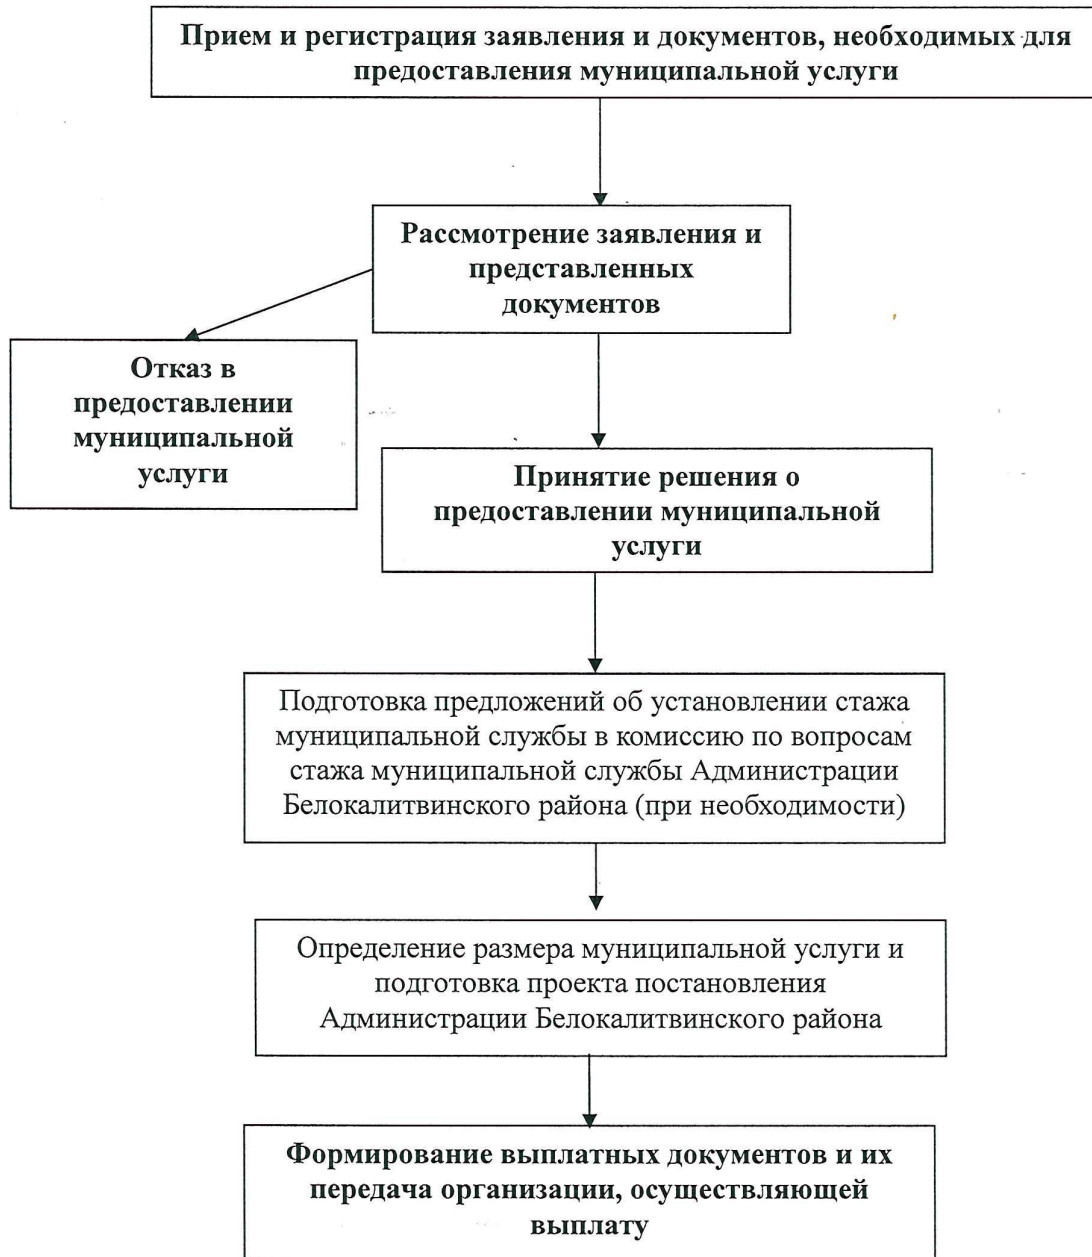 Прием и регистрация заявления и документов, необходимых для
предоставления муниципальной услуги
Рассмотрение заявления и
представленных
документов
Отказ в
предоставлении
муниципальной
услуги
Принятие решения о
предоставлении муниципальной
услуги
Подготовка предложений об установлении стажа
муниципальной службы в комиссию по вопросам
стажа муниципальной службы Администрации
Белокалитвинского района (при необходимости)
Определение размера муниципальной услуги и
подготовка проекта постановления
Администрации Белокалитвинского района
Формирование выплатных документов и их
передача организации, осуществляющей
выплату